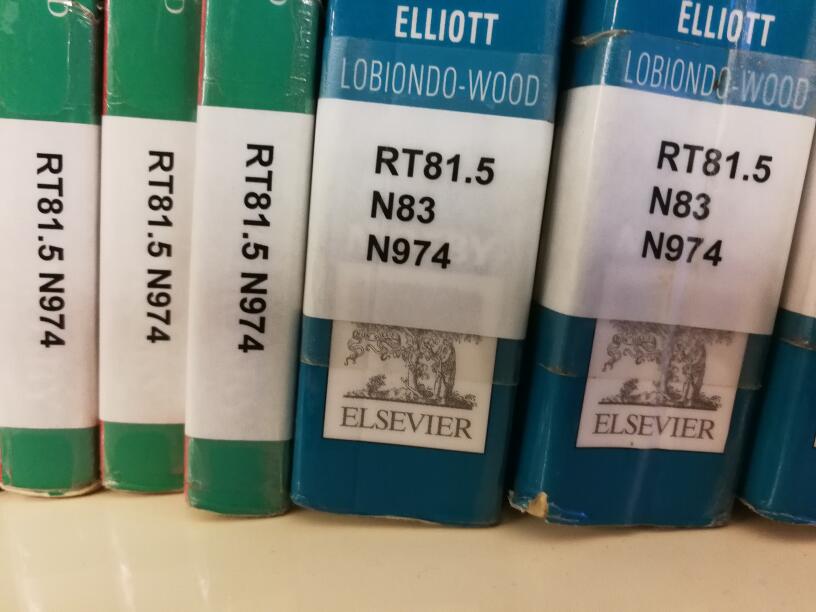 RT81.5 N974
RT81.5 N974
RT81.5 N974
ELLIOTT
LOBIONDO-WOOD
RT81.5
N83
N974
ELSEVIER
ELLIOTT
LOBIONDO-WOOD
RT81.5
N83
N974
ELSEVIER